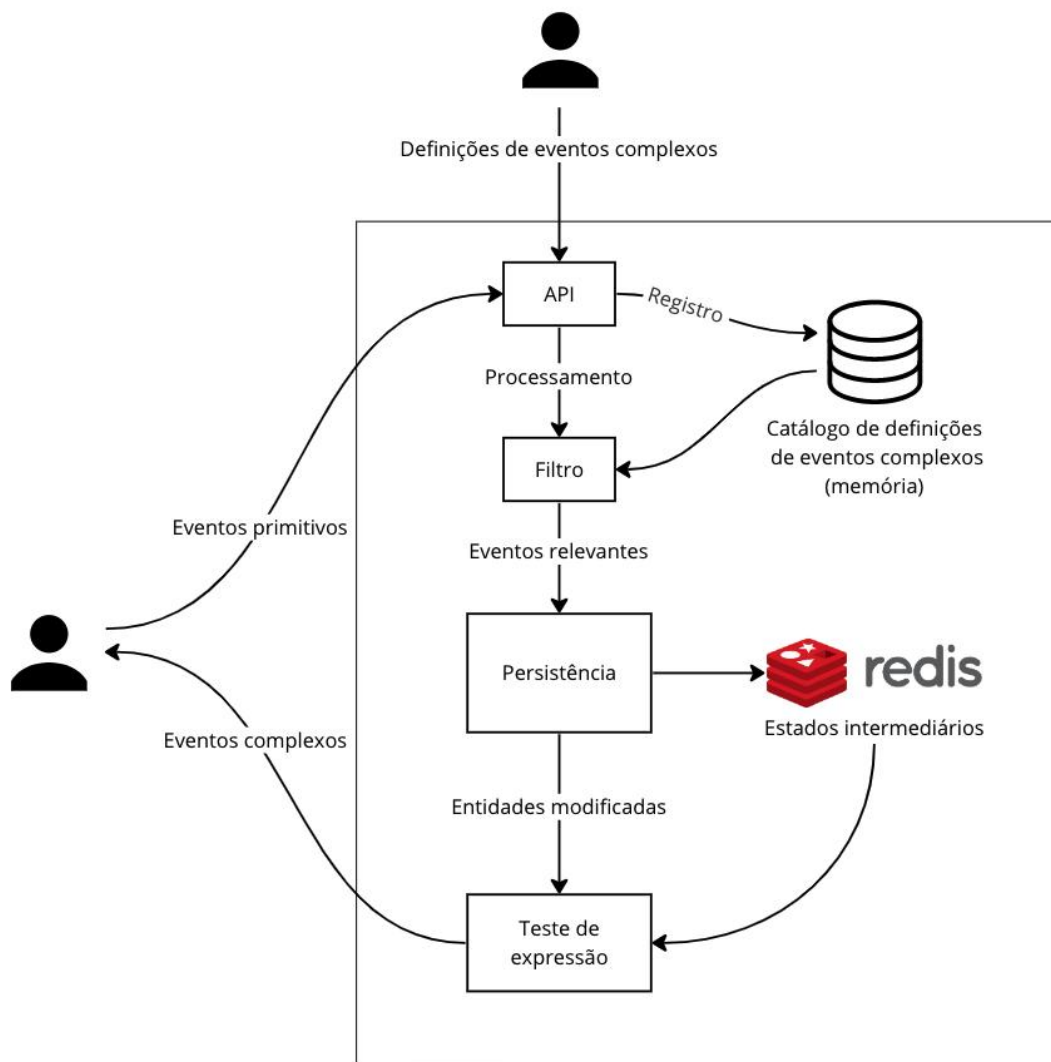 Definições de eventos complexos
API
Registro
Processamento
Catálogo de definições
de eventos complexos
(memória)
Filtro
Eventos primitivos
Eventos relevantes
Persistência
redis
Estados intermediários
Eventos complexos
Entidades modificadas
Teste de
expressão